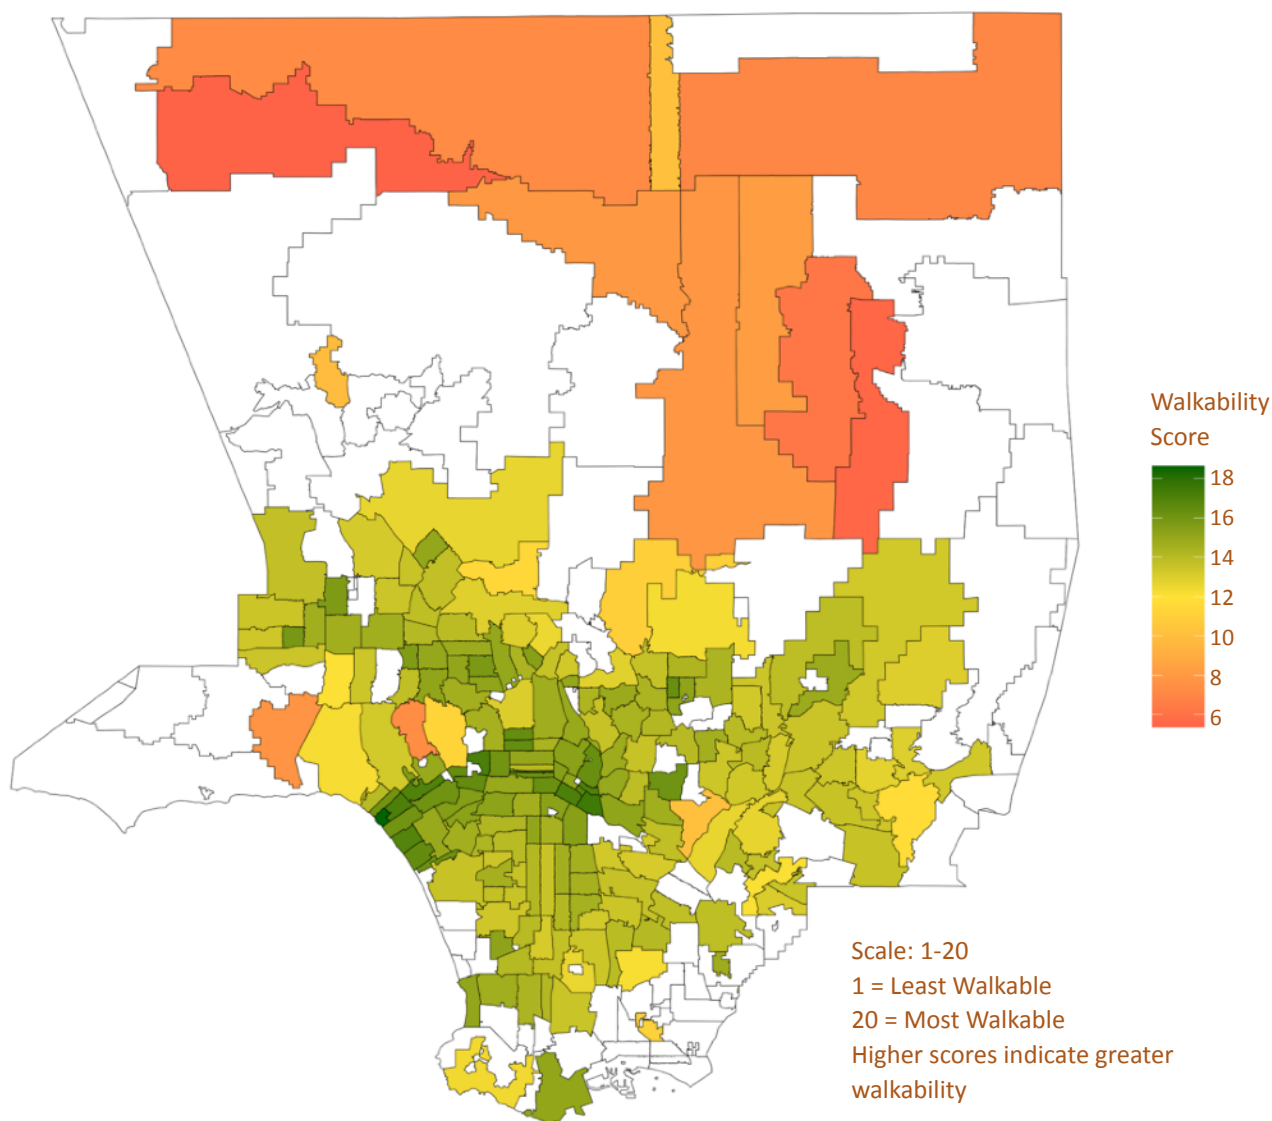 Walkability
Score
18
16
14
12
10
8
6
Scale: 1-20
1 = Least Walkable
20 = Most Walkable
Higher scores indicate greater
walkability